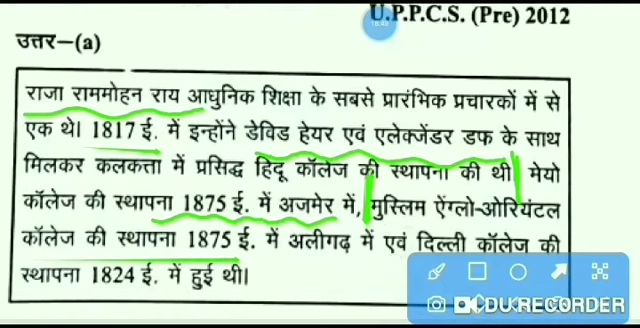 U.P.P.C.S. (Pre) 2012
उत्तर–(a)
राजा राममोहन राय आधुनिक शिक्षा के सबसे प्रारंभिक प्रचारकों में से
एक थे। 1817 ई. में इन्होंने डेविड हेयर एवं एलेक्जेंडर डफ के साथ
मिलकर कलकत्ता में प्रसिद्ध हिंदू कॉलेज की स्थापना की थी। मेयो
कॉलेज की स्थापना 1875 ई. में अजमेर में, मुस्लिम ऐंग्लो-ओरियंटल
कॉलेज की स्थापना 1875 ई. में अलीगढ़ में एवं दिल्ली कॉलेज की
स्थापना 1824 ई. में हुई थी।
DU RECORDER